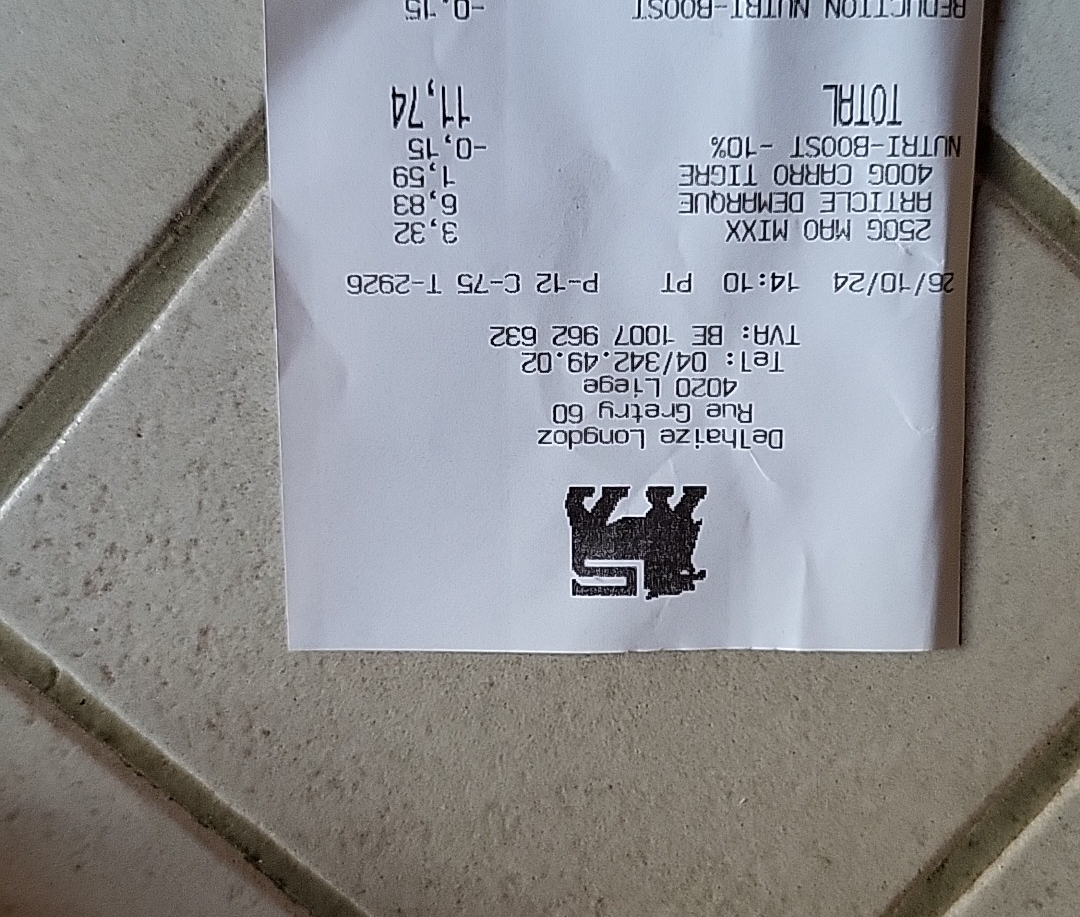 Delhaize Longdoz
Rue Gretry 60
4020 Liege
Tel: 04/342.49.02
TVA: BE 1007 962 632
26/10/24 14:10 PT P-12 C-75 T-2926
250G MAO MIXX 3,32
ARTICLE DEMARQUE 6,83
400G CARRO TIGRE 1,59
NUTRI-BOOST -10% -0,15
TOTAL 11,74
REDUCTION NUTRI-BOOST -0,15